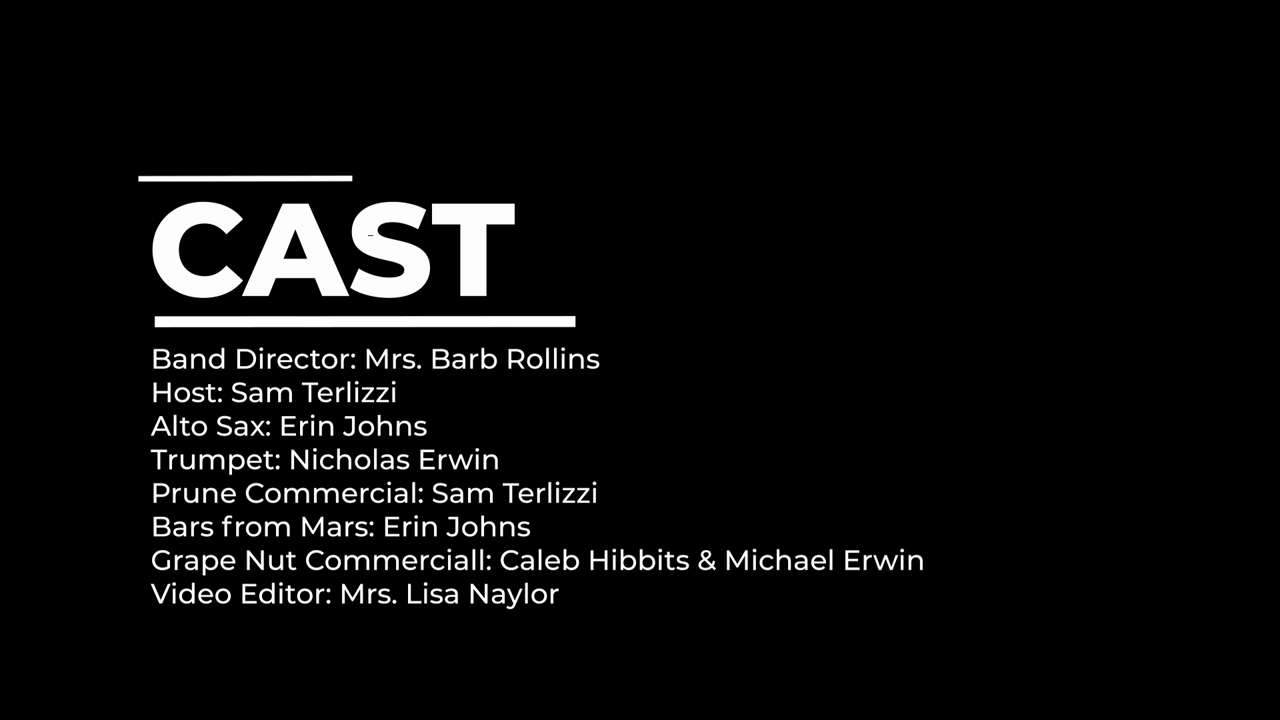 CAST
Band Director: Mrs. Barb Rollins
Host: Sam Terlizzi
Alto Sax: Erin Johns
Trumpet: Nicholas Erwin
Prune Commercial: Sam Terlizzi
Bars from Mars: Erin Johns
Grape Nut Commerciall: Caleb Hibbits & Michael Erwin
Video Editor: Mrs. Lisa Naylor